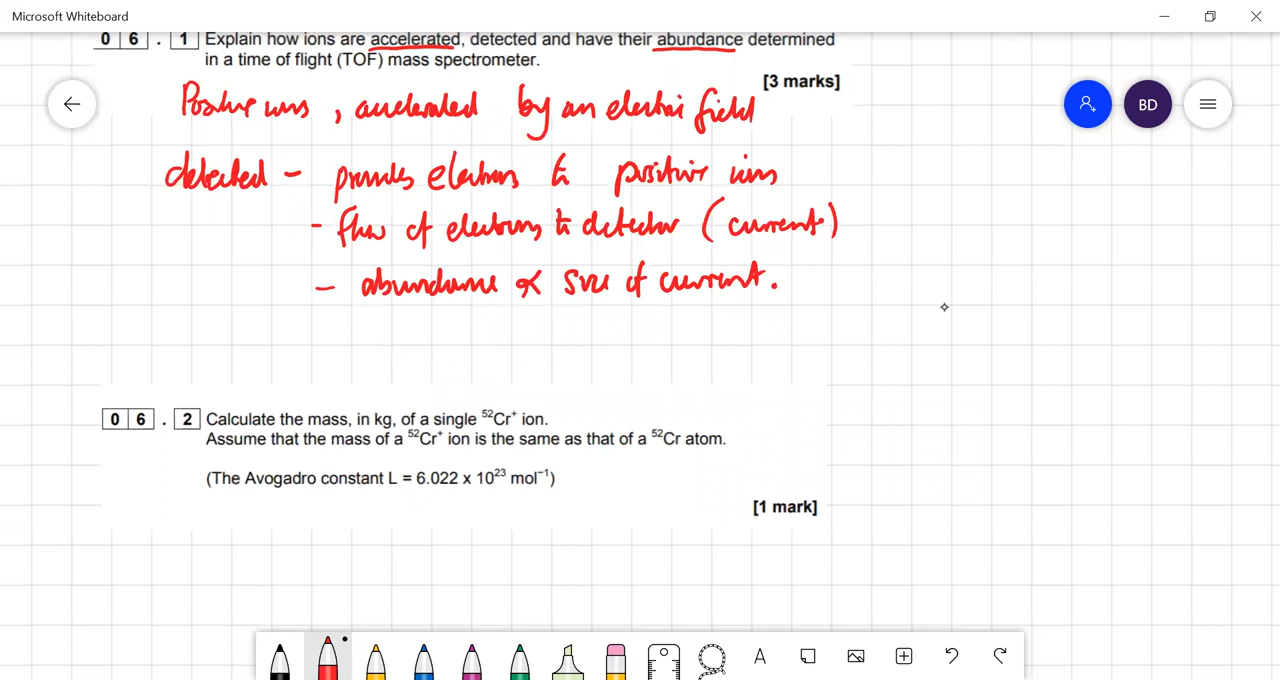 Microsoft Whiteboard
0 6 . 1 Explain how ions are accelerated, detected and have their abundance determined
in a time of flight (TOF) mass spectrometer.
[3 marks]
Positive ions, accelerated by an electric field
BD
detected - provides electrons to positive ions
- flow of electrons to detector (current)
- abundance ∝ size of current.
0 6 . 2 Calculate the mass, in kg, of a single ⁵²Cr⁺ ion.
Assume that the mass of a ⁵²Cr⁺ ion is the same as that of a ⁵²Cr atom.
(The Avogadro constant L = 6.022 x 10²³ mol⁻¹)
[1 mark]
A